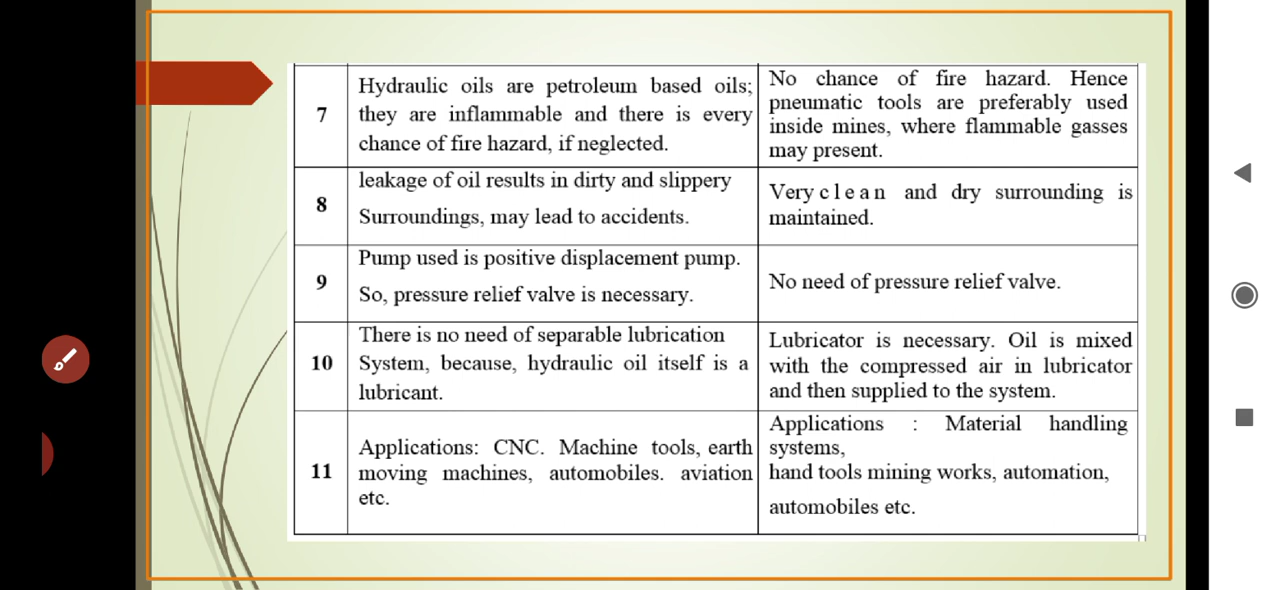 7
Hydraulic oils are petroleum based oils;
they are inflammable and there is every
chance of fire hazard, if neglected.
No chance of fire hazard. Hence
pneumatic tools are preferably used
inside mines, where flammable gasses
may present.
8
leakage of oil results in dirty and slippery
Surroundings, may lead to accidents.
Very c l e a n and dry surrounding is
maintained.
9
Pump used is positive displacement pump.
So, pressure relief valve is necessary.
No need of pressure relief valve.
10
There is no need of separable lubrication
System, because, hydraulic oil itself is a
lubricant.
Lubricator is necessary. Oil is mixed
with the compressed air in lubricator
and then supplied to the system.
11
Applications: CNC. Machine tools, earth
moving machines, automobiles. aviation
etc.
Applications : Material handling
systems,
hand tools mining works, automation,
automobiles etc.